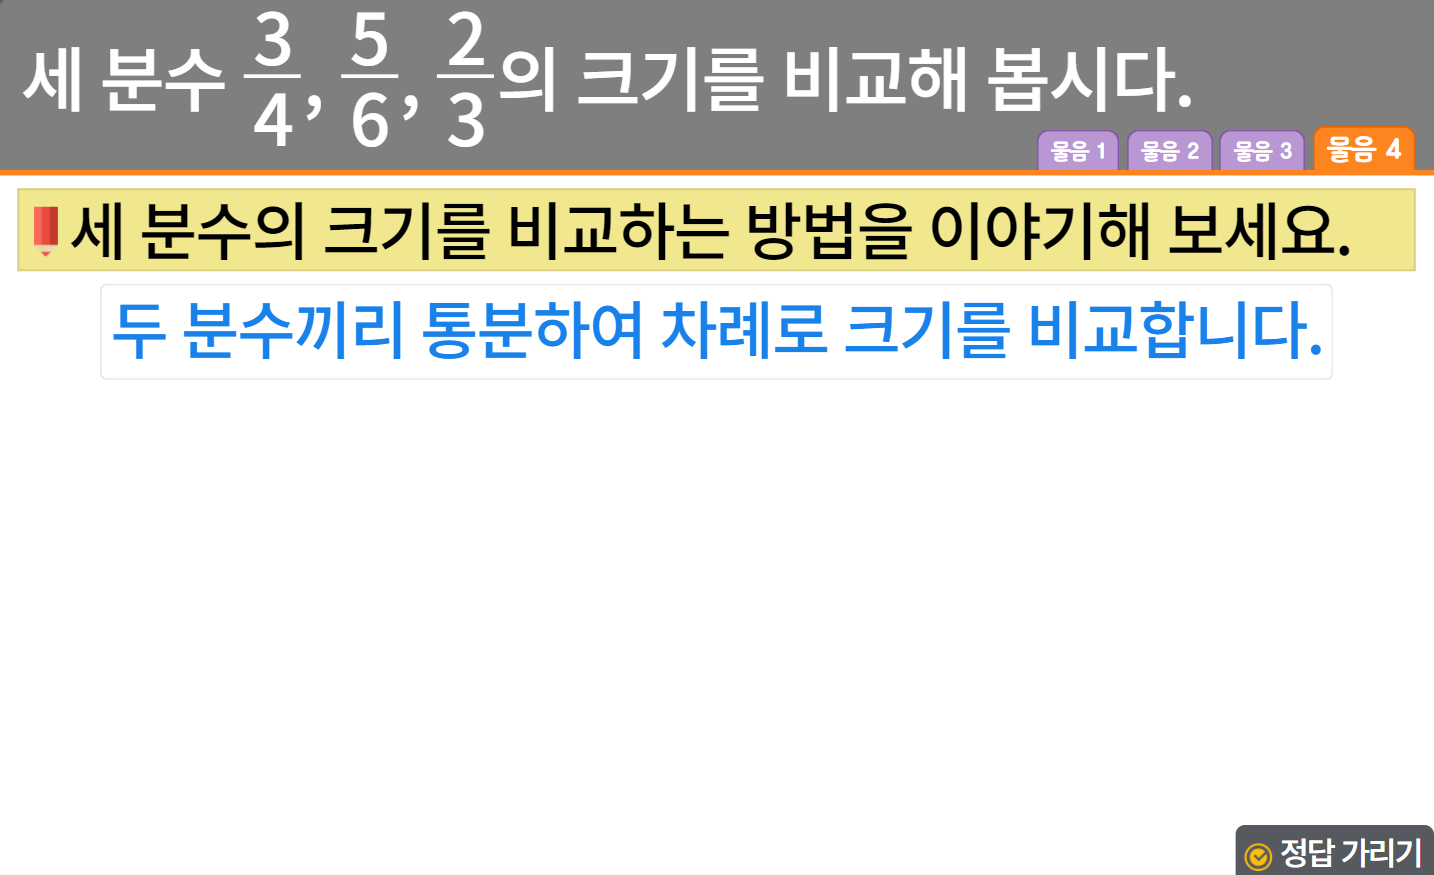 세 분수 3/4, 5/6, 2/3의 크기를 비교해 봅시다.
물음 1 물음 2 물음 3 물음 4
세 분수의 크기를 비교하는 방법을 이야기해 보세요.
두 분수끼리 통분하여 차례로 크기를 비교합니다.
정답 가리기